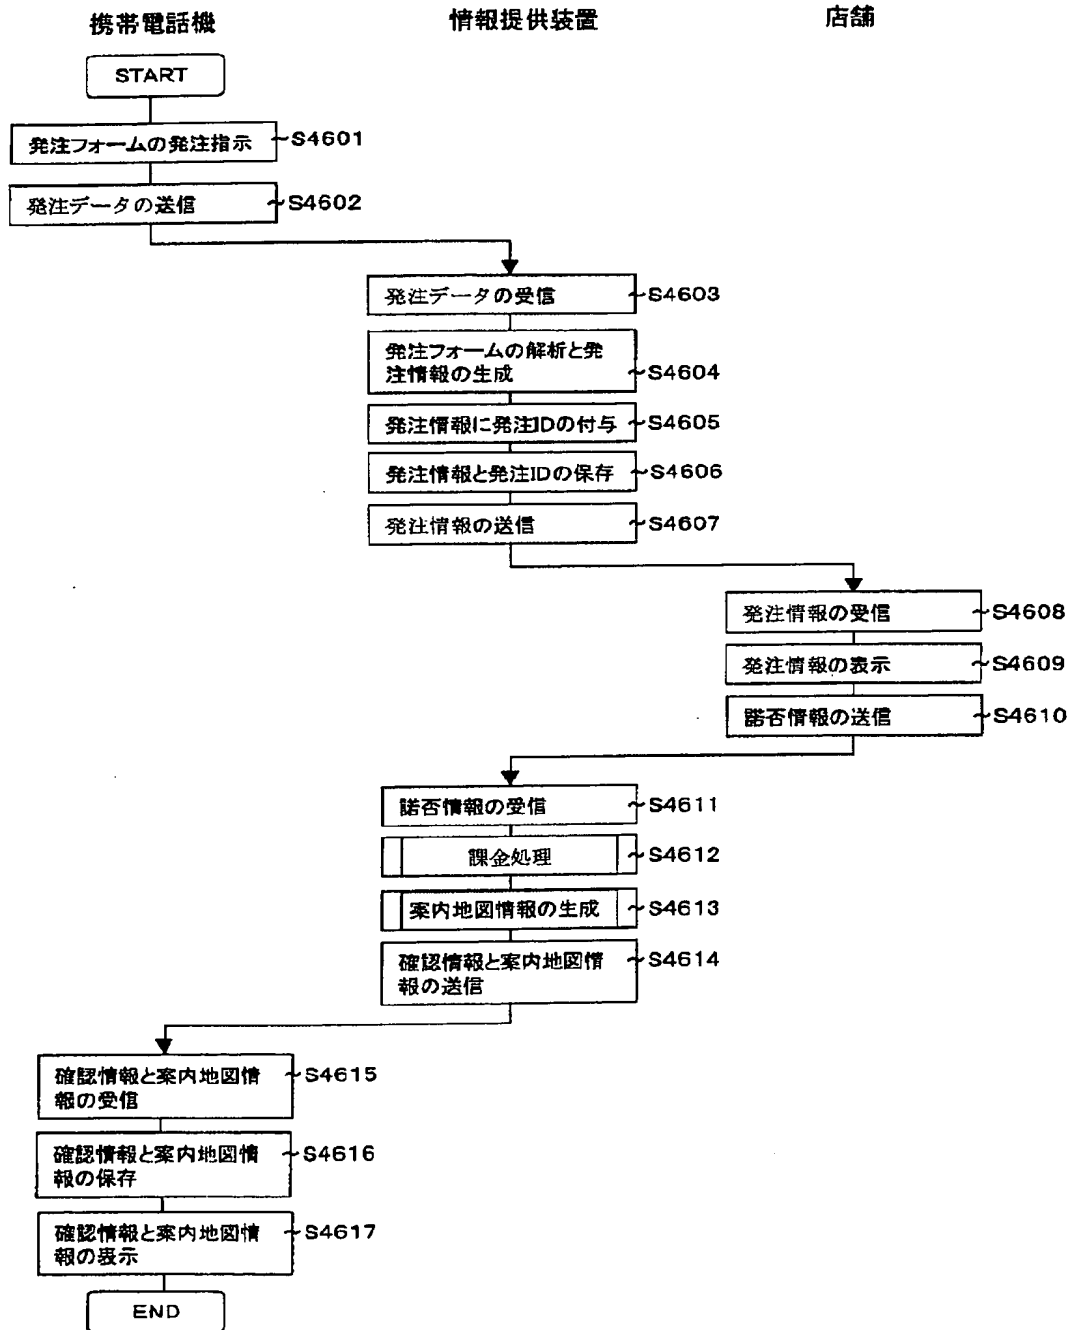 携帯電話機
情報提供装置
店舗
START
発注フォームの発注指示
~S4601
発注データの送信
~S4602
発注データの受信
~S4603
発注フォームの解析と発
注情報の生成
~S4604
発注情報に発注IDの付与
~S4605
発注情報と発注IDの保存
~S4606
発注情報の送信
~S4607
発注情報の受信
~S4608
発注情報の表示
~S4609
諾否情報の送信
~S4610
諾否情報の受信
~S4611
課金処理
~S4612
案内地図情報の生成
~S4613
確認情報と案内地図情
報の送信
~S4614
確認情報と案内地図情
報の受信
~S4615
確認情報と案内地図情
報の保存
~S4616
確認情報と案内地図情
報の表示
~S4617
END